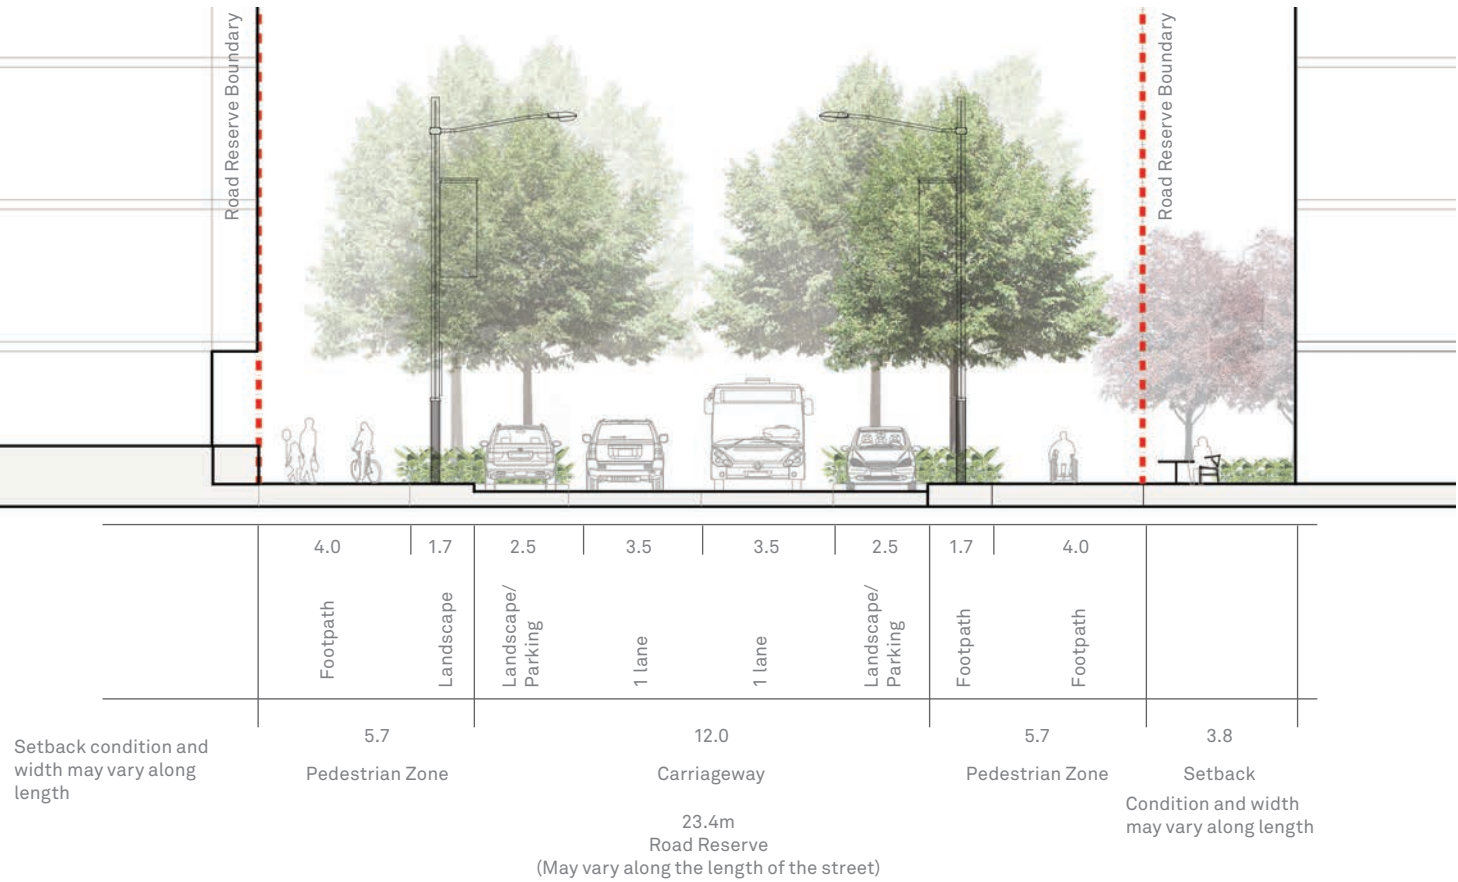 Road Reserve Boundary
Road Reserve Boundary
4.0
1.7
2.5
3.5
3.5
2.5
1.7
4.0
Footpath
Landscape
Landscape/
Parking
1 lane
1 lane
Landscape/
Parking
Footpath
Footpath
5.7
12.0
5.7
3.8
Setback condition and
width may vary along
length
Pedestrian Zone
Carriageway
Pedestrian Zone
Setback
Condition and width
may vary along length
23.4m
Road Reserve
(May vary along the length of the street)